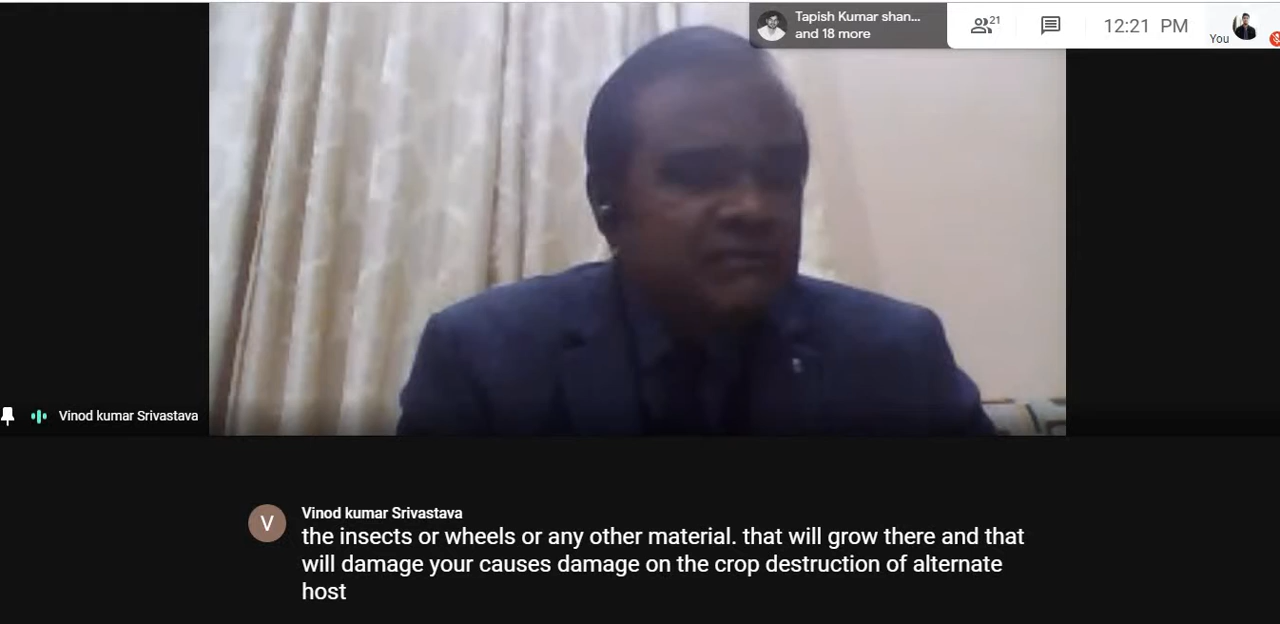 Tapish Kumar shan...
and 18 more
21
12:21 PM
You
Vinod kumar Srivastava
V
Vinod kumar Srivastava
the insects or wheels or any other material. that will grow there and that
will damage your causes damage on the crop destruction of alternate
host